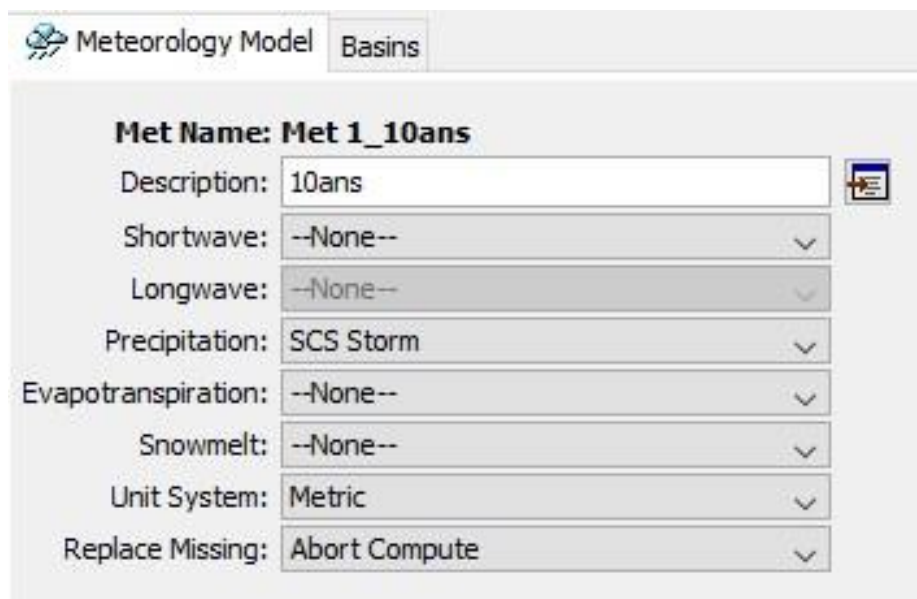 Meteorology Model Basins
Met Name: Met 1_10ans
Description: 10ans
Shortwave: --None--
Longwave: --None--
Precipitation: SCS Storm
Evapotranspiration: --None--
Snowmelt: --None--
Unit System: Metric
Replace Missing: Abort Compute